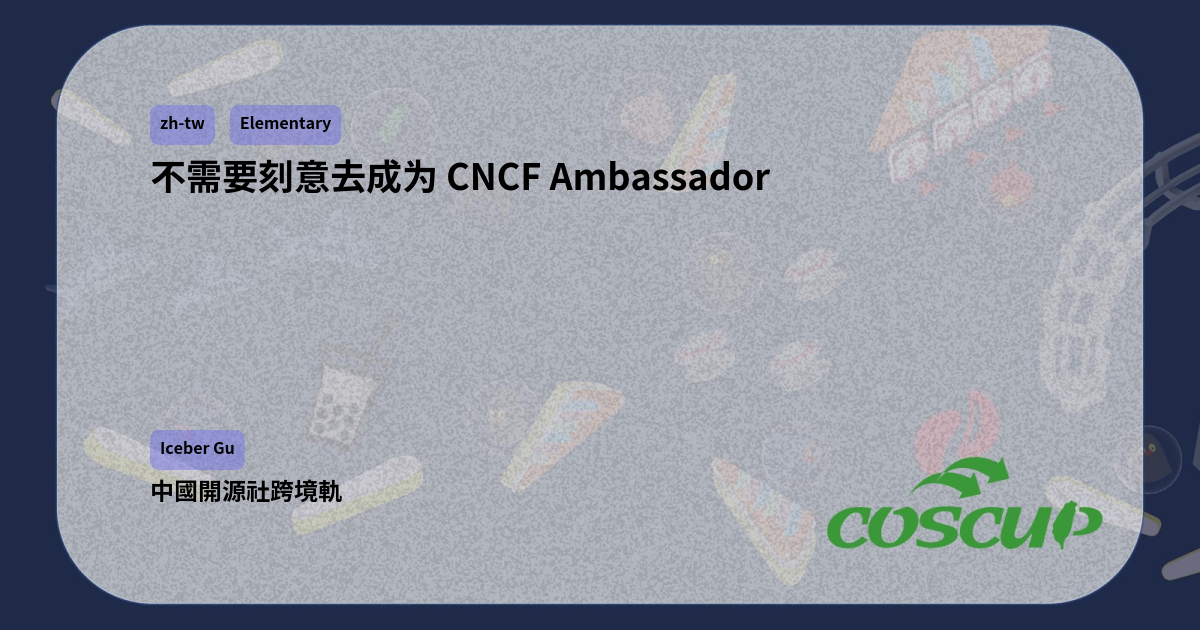 zh-tw Elementary
不需要刻意去成为 CNCF Ambassador
Iceber Gu
中國開源社跨境軌
COSCUP